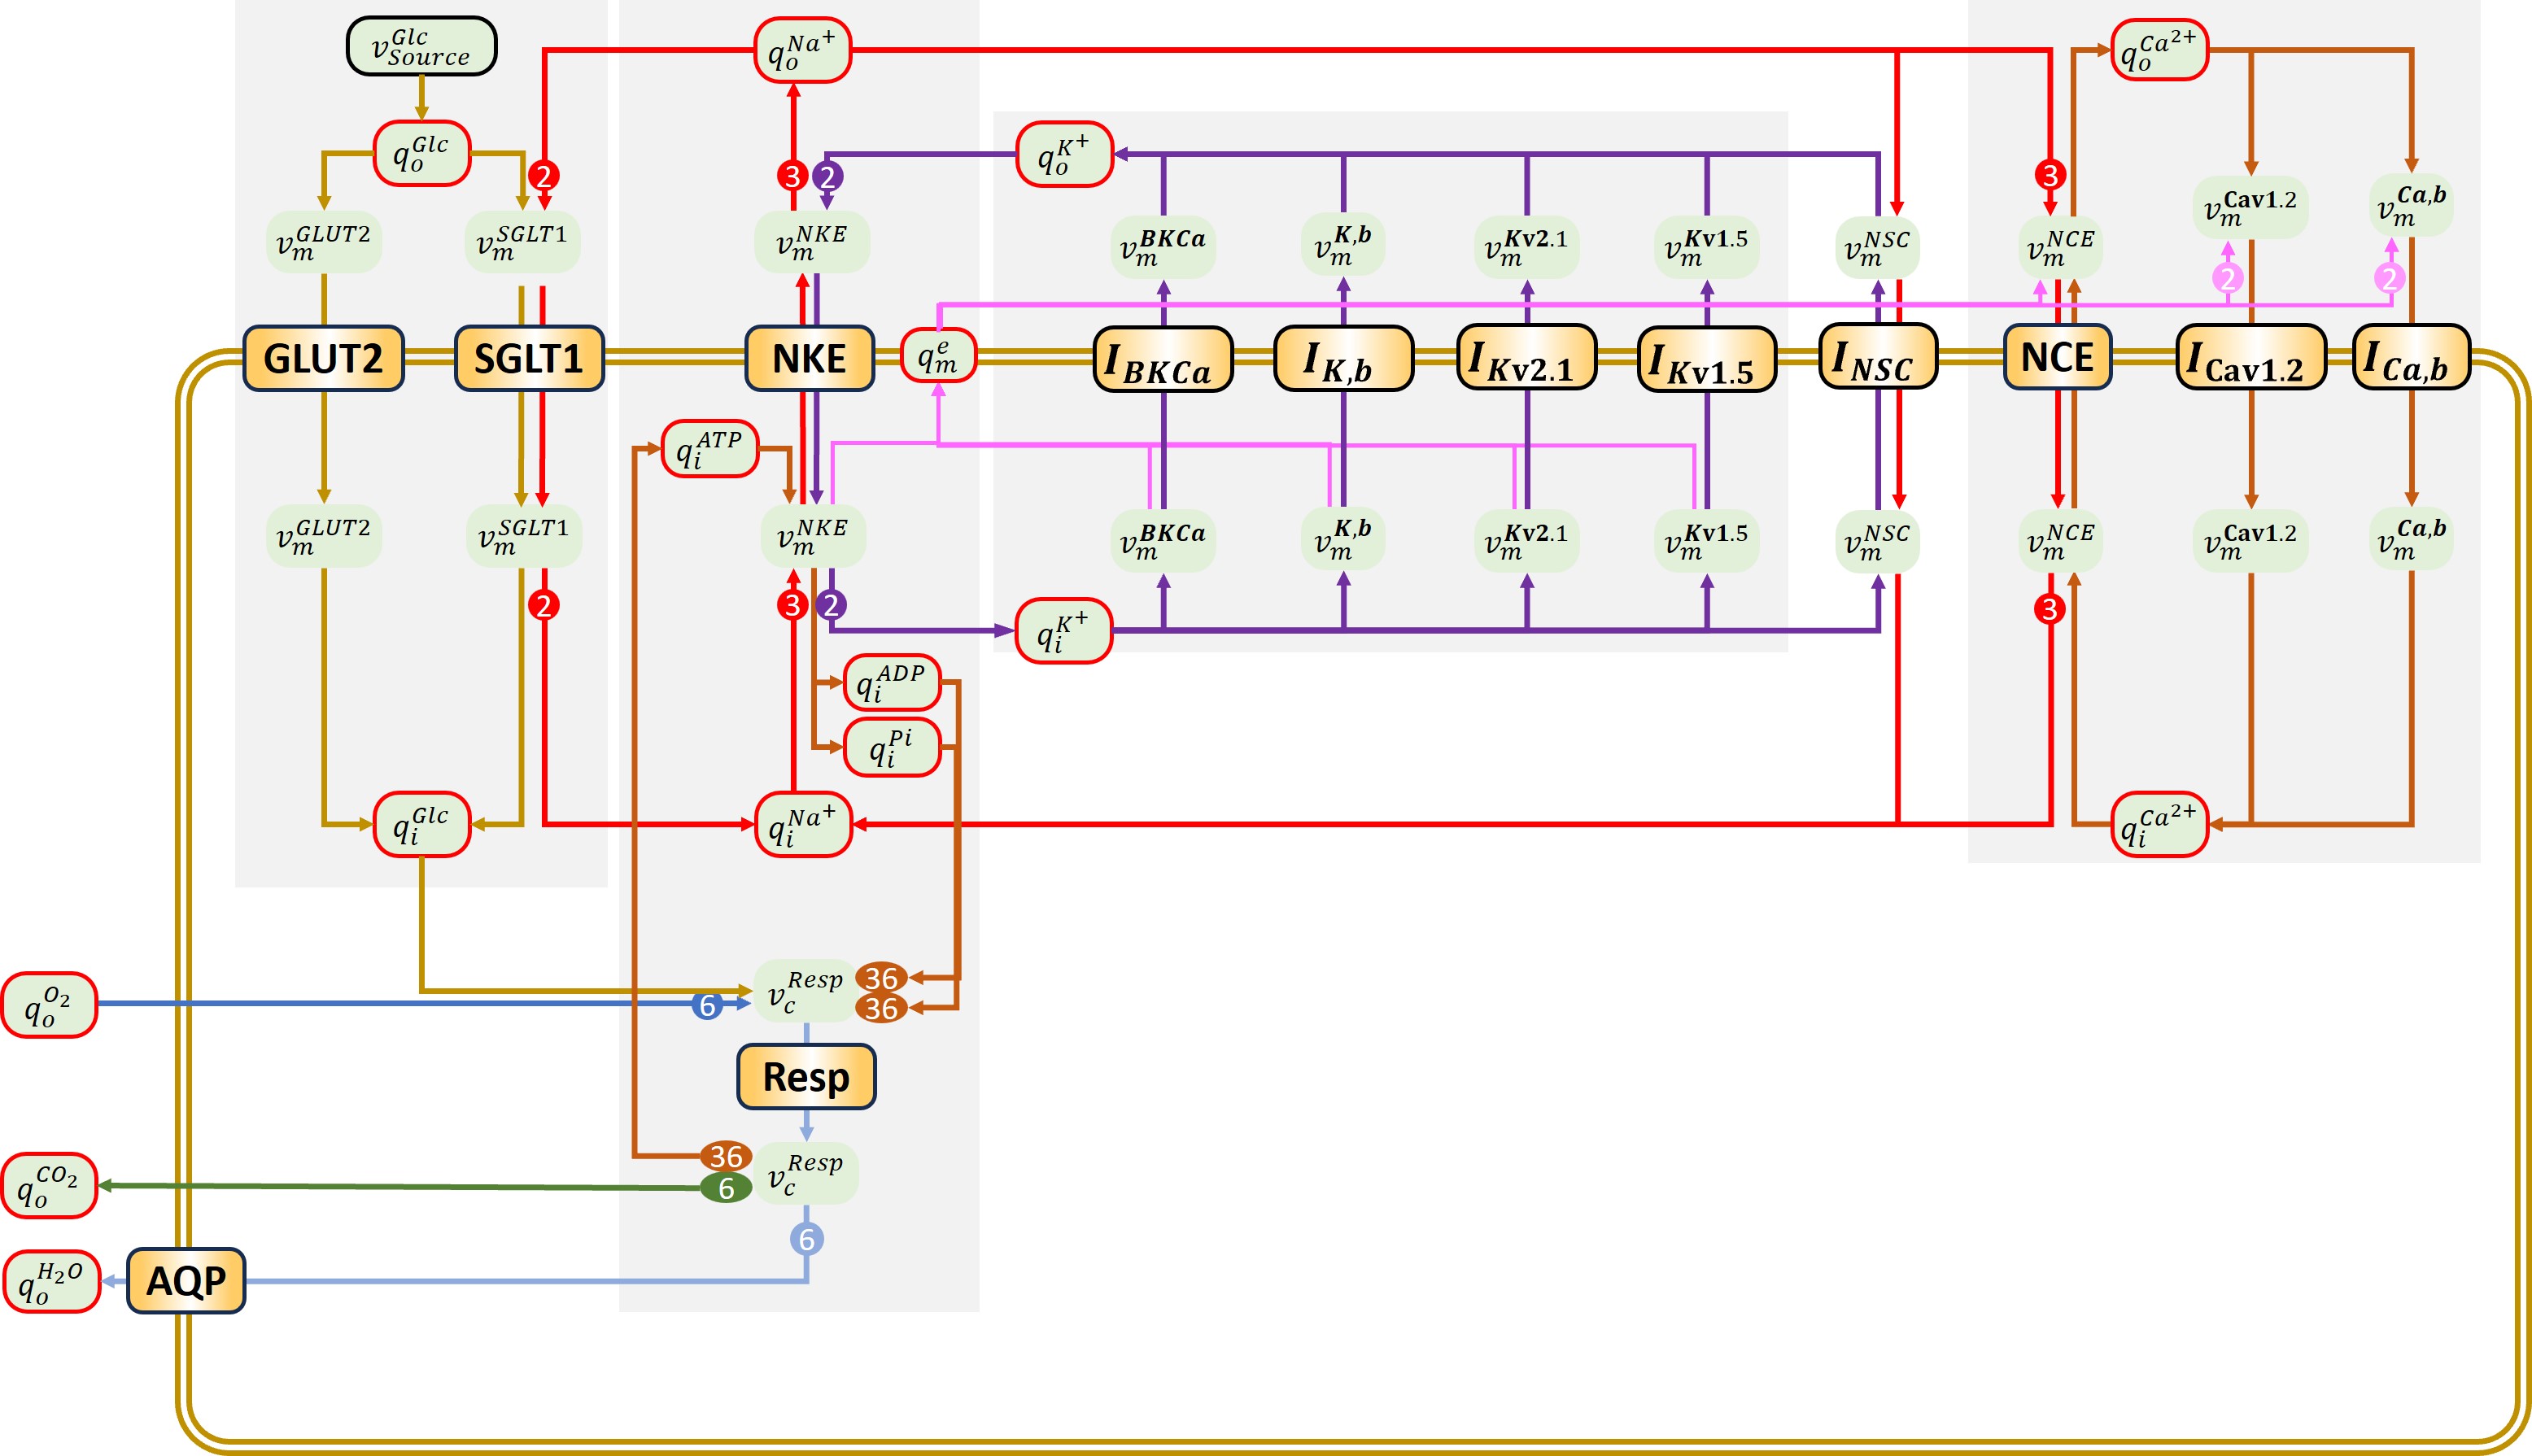 v_{Source}^{Glc}
q_o^{Na^+}
q_o^{Ca^{2+}}
q_o^{Glc}
q_o^{K^+}
2
3
2
3
v_m^{GLUT2}
v_m^{SGLT1}
v_m^{NKE}
v_m^{BKCa}
v_m^{K,b}
v_m^{Kv2.1}
v_m^{Kv1.5}
v_m^{NSC}
v_m^{NCE}
v_m^{Cav1.2}
v_m^{Ca,b}
2
2
GLUT2
SGLT1
NKE
q_m^e
I_{BKCa}
I_{K,b}
I_{Kv2.1}
I_{Kv1.5}
I_{NSC}
NCE
I_{Cav1.2}
I_{Ca,b}
q_i^{ATP}
v_m^{GLUT2}
v_m^{SGLT1}
v_m^{NKE}
v_m^{BKCa}
v_m^{K,b}
v_m^{Kv2.1}
v_m^{Kv1.5}
v_m^{NSC}
v_m^{NCE}
v_m^{Cav1.2}
v_m^{Ca,b}
2
3
2
3
q_i^{K^+}
q_i^{ADP}
q_i^{Pi}
q_i^{Glc}
q_i^{Na^+}
q_i^{Ca^{2+}}
q_o^{O_2}
6
v_c^{Resp}
36
36
Resp
36
6
v_c^{Resp}
q_o^{CO_2}
6
q_o^{H_2O}
AQP